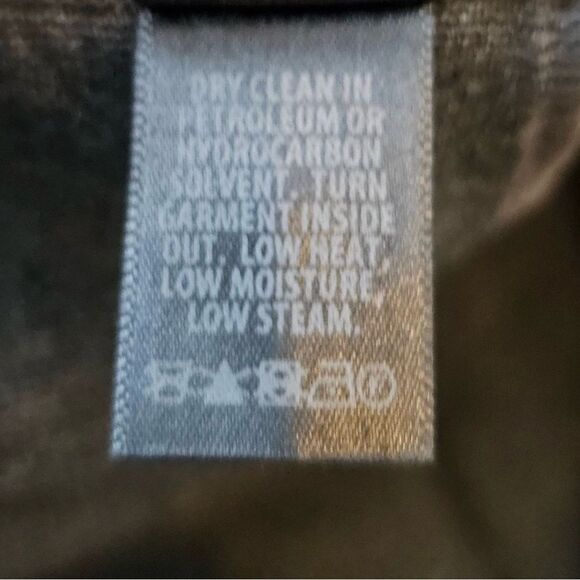 DRY CLEAN IN
PETROLEUM OR
HYDROCARBON
SOLVENT. TURN
GARMENT INSIDE
OUT. LOW HEAT,
LOW MOISTURE,
LOW STEAM.